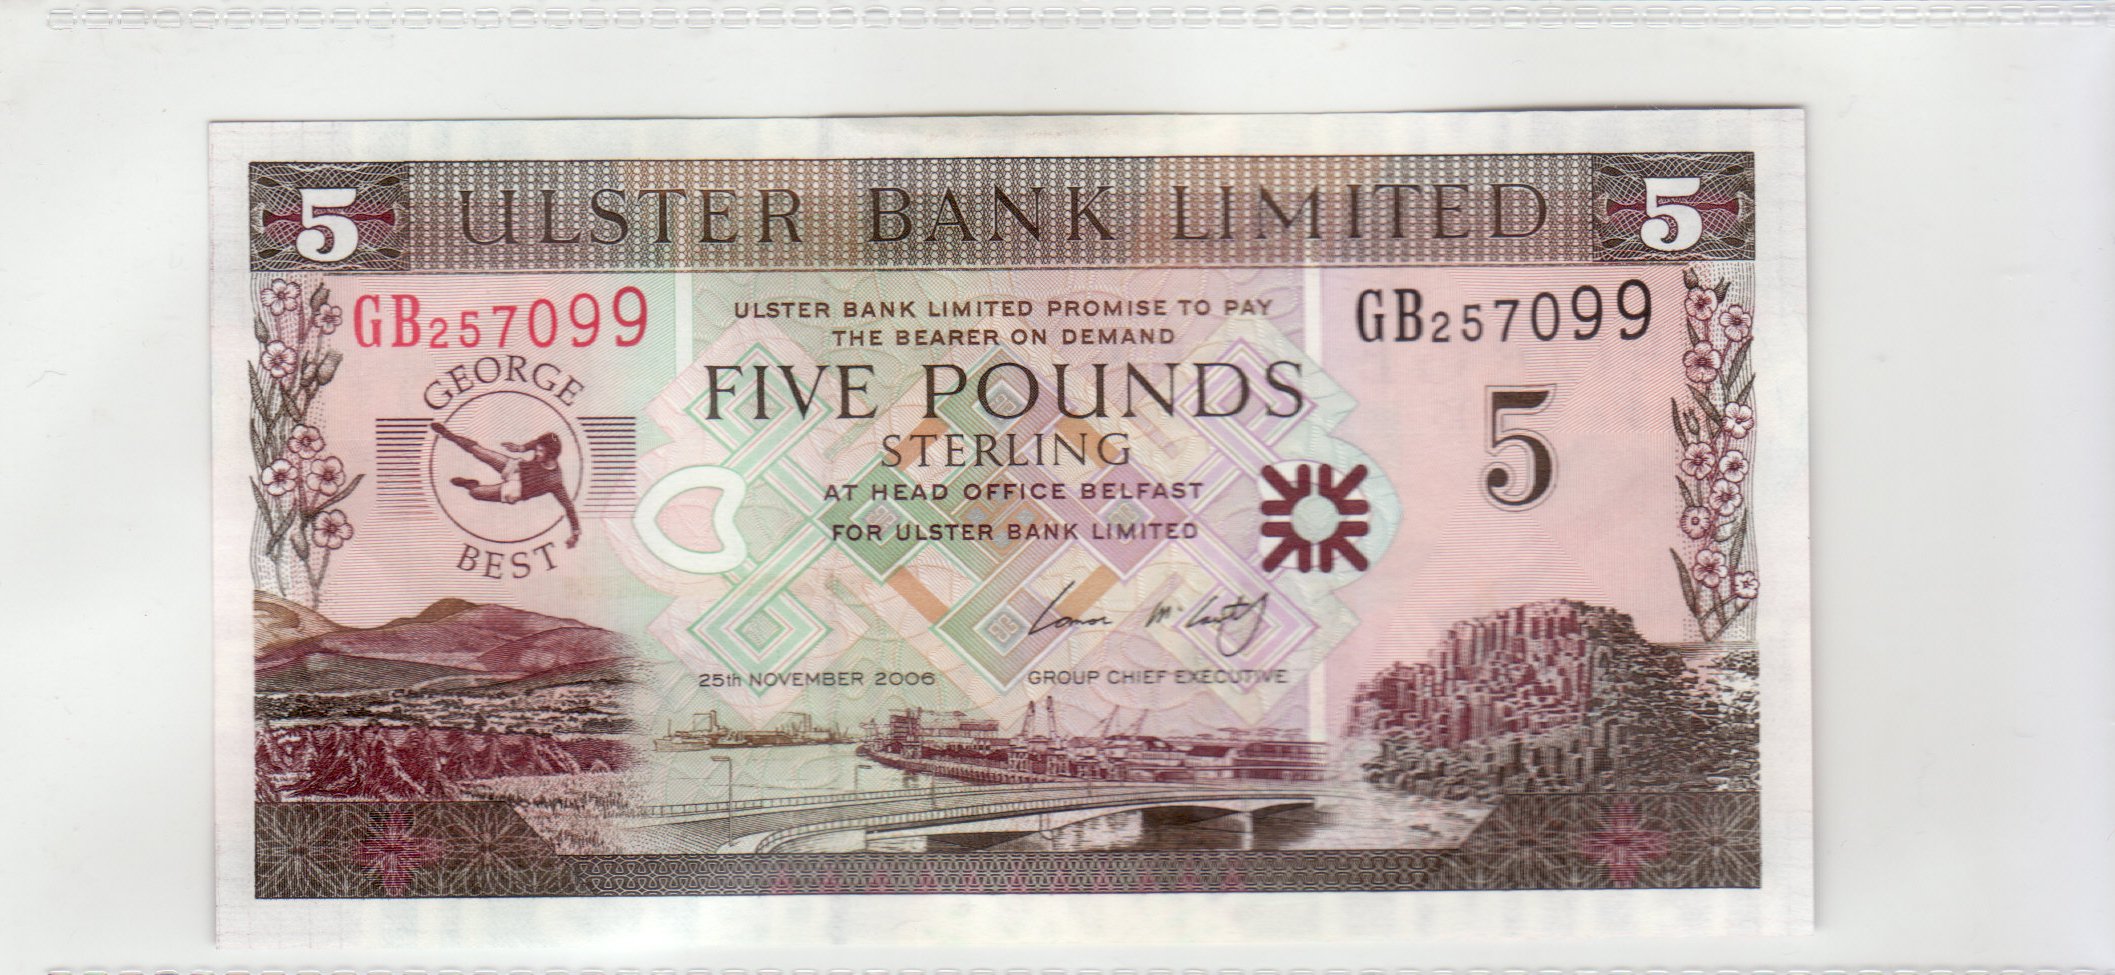 5 ULSTER BANK LIMITED 5
GB257099
GEORGE
BEST
ULSTER BANK LIMITED PROMISE TO PAY
THE BEARER ON DEMAND
FIVE POUNDS
STERLING
AT HEAD OFFICE BELFAST
FOR ULSTER BANK LIMITED
25th NOVEMBER 2006 GROUP CHIEF EXECUTIVE
GB257099
5